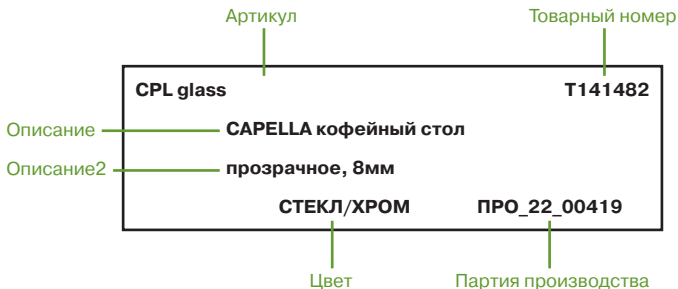 Артикул
Товарный номер
CPL glass
T141482
Описание
CAPELLA кофейный стол
Описание2
прозрачное, 8мм
СТЕКЛ/ХРОМ
ПРО_22_00419
Цвет
Партия производства